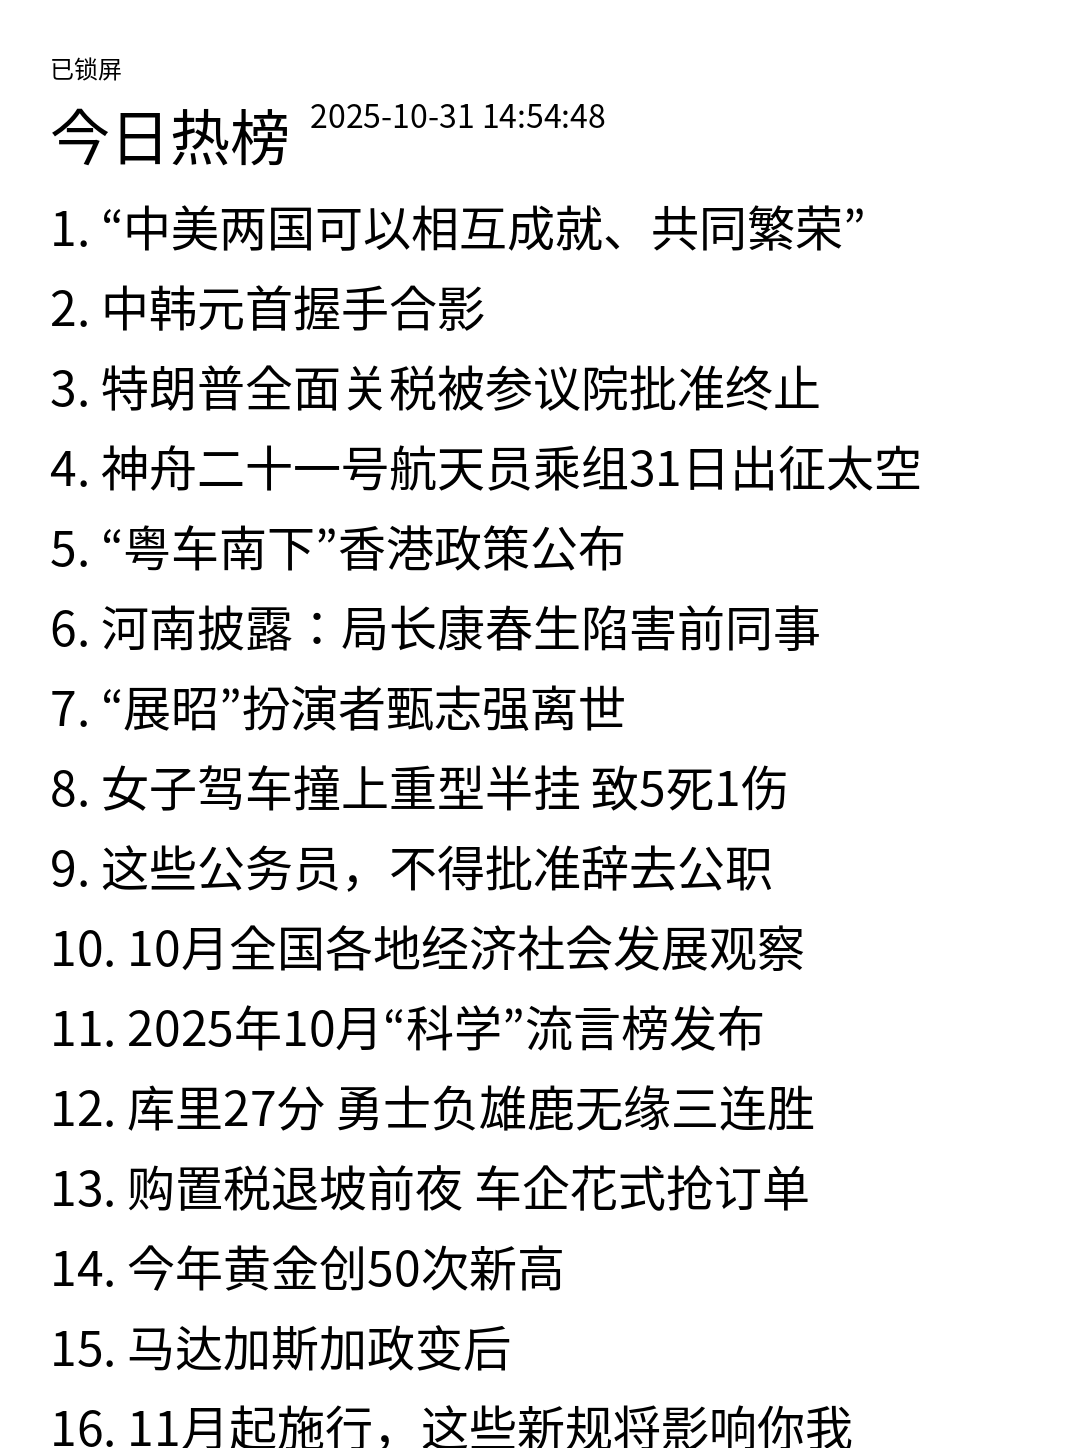 已锁屏
今日热榜 2025-10-31 14:54:48
1. “中美两国可以相互成就、共同繁荣”
2. 中韩元首握手合影
3. 特朗普全面关税被参议院批准终止
4. 神舟二十一号航天员乘组31日出征太空
5. “粤车南下”香港政策公布
6. 河南披露：局长康春生陷害前同事
7. “展昭”扮演者甄志强离世
8. 女子驾车撞上重型半挂 致5死1伤
9. 这些公务员，不得批准辞去公职
10. 10月全国各地经济社会发展观察
11. 2025年10月“科学”流言榜发布
12. 库里27分 勇士负雄鹿无缘三连胜
13. 购置税退坡前夜 车企花式抢订单
14. 今年黄金创50次新高
15. 马达加斯加政变后
16. 11月起施行，这些新规将影响你我